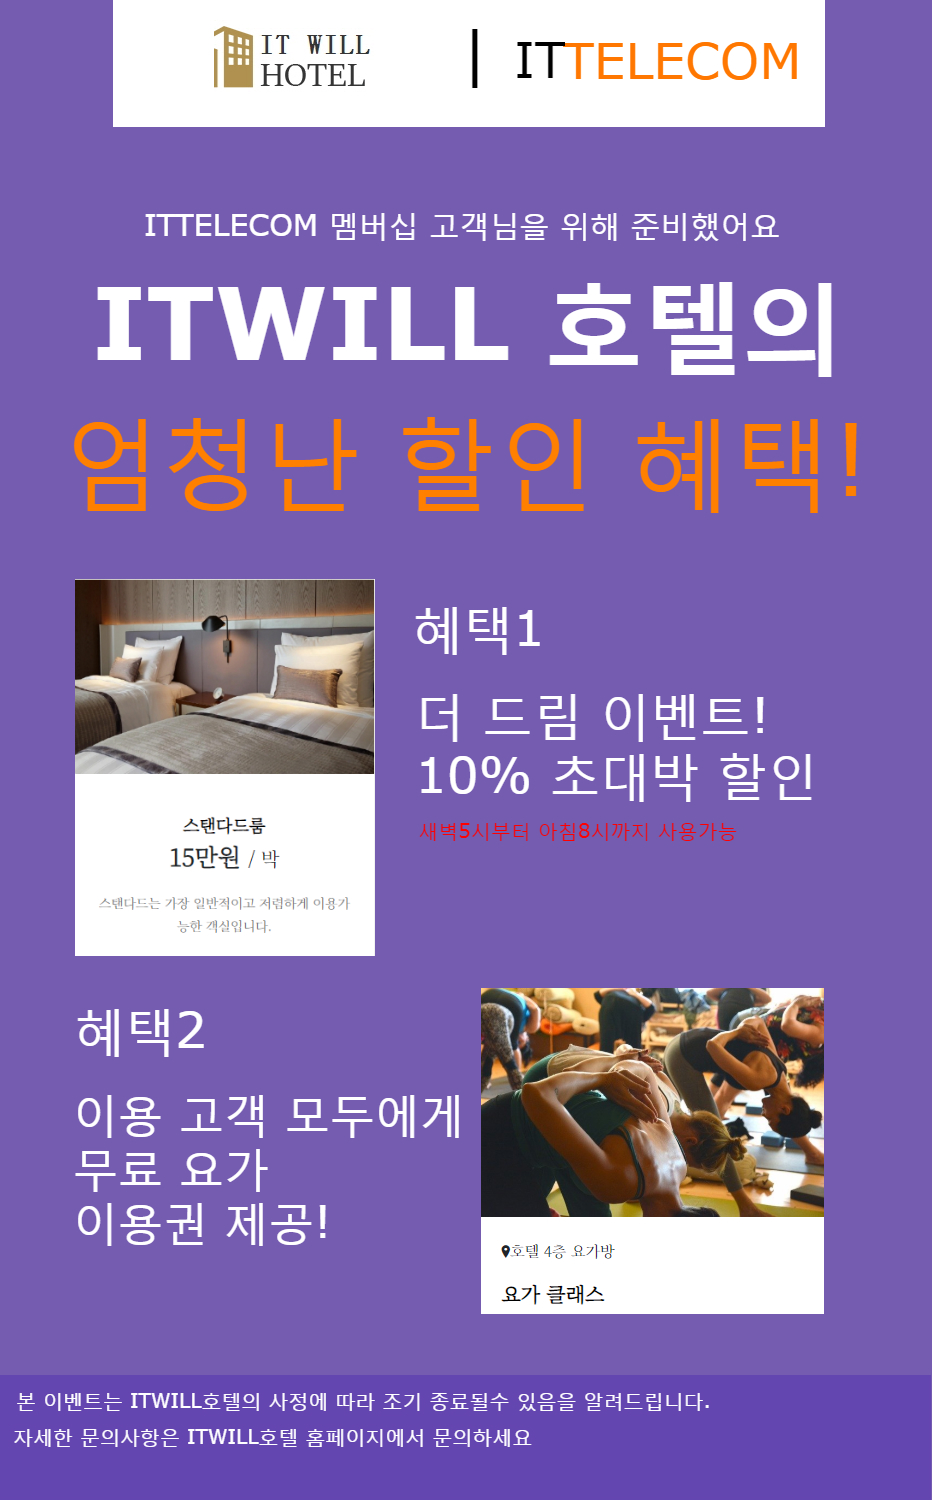 IT WILL
HOTEL
ITTELECOM
ITTELECOM 멤버십 고객님을 위해 준비했어요
ITWILL 호텔의
엄청난 할인 혜택!
혜택1
더 드림 이벤트!
10% 초대박 할인
새벽5시부터 아침8시까지 사용가능
스탠다드룸
15만원 / 박
스탠다드는 가장 일반적이고 저렴하게 이용가
능한 객실입니다.
혜택2
이용 고객 모두에게
무료 요가
이용권 제공!
호텔 4층 요가방
요가 클래스
본 이벤트는 ITWILL호텔의 사정에 따라 조기 종료될수 있음을 알려드립니다.
자세한 문의사항은 ITWILL호텔 홈페이지에서 문의하세요